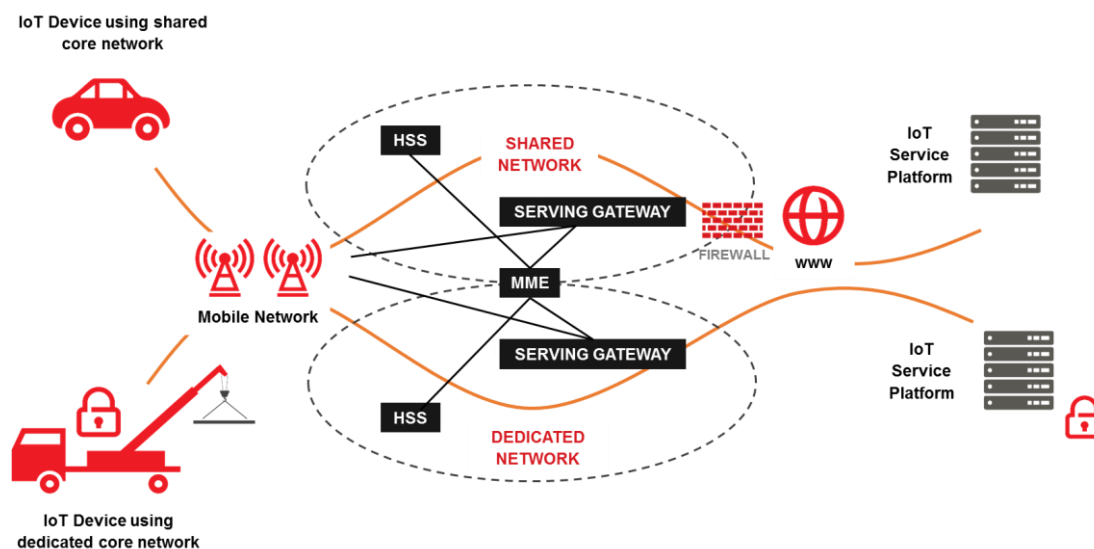 IoT Device using shared
core network
HSS
SHARED
NETWORK
IoT
Service
Platform
SERVING GATEWAY
FIREWALL
WWW
MME
Mobile Network
SERVING GATEWAY
IoT
Service
Platform
HSS
DEDICATED
NETWORK
IoT Device using
dedicated core network